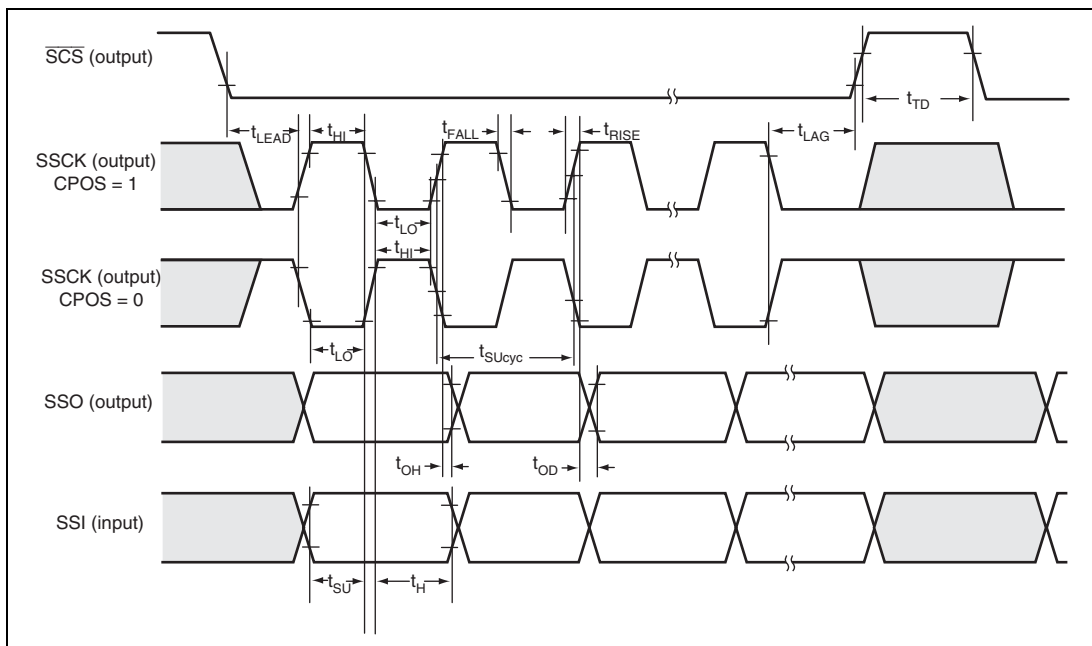 SCS (output)
tTD
tLEAD tHI tFALL tRISE tLAG
SSCK (output)
CPOS = 1
tLO
tHI
SSCK (output)
CPOS = 0
tLO tSUcyc
SSO (output)
tOH tOD
SSI (input)
tSU tH